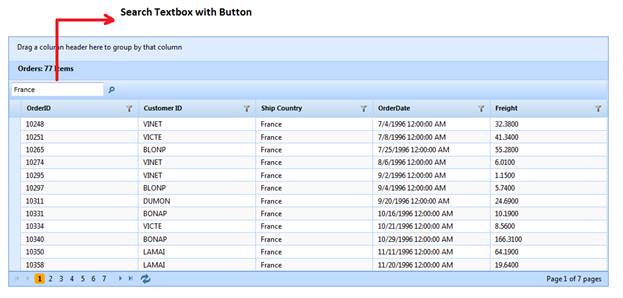 Search Textbox with Button
Drag a column header here to group by that column
Orders: 77 Items
France
OrderID Customer ID Ship Country OrderDate Freight
10248 VINET France 7/4/1996 12:00:00 AM 32.3800
10251 VICTE France 7/8/1996 12:00:00 AM 41.3400
10265 BLONP France 7/25/1996 12:00:00 AM 55.2800
10274 VINET France 8/6/1996 12:00:00 AM 6.0100
10295 VINET France 9/2/1996 12:00:00 AM 1.1500
10297 BLONP France 9/4/1996 12:00:00 AM 5.7400
10311 DUMON France 9/20/1996 12:00:00 AM 24.6900
10331 BONAP France 10/16/1996 12:00:00 AM 10.1900
10334 VICTE France 10/21/1996 12:00:00 AM 8.5600
10340 BONAP France 10/29/1996 12:00:00 AM 166.3100
10350 LAMAI France 11/11/1996 12:00:00 AM 64.1900
10358 LAMAI France 11/20/1996 12:00:00 AM 19.6400
1 2 3 4 5 6 7 Page 1 of 7 pages